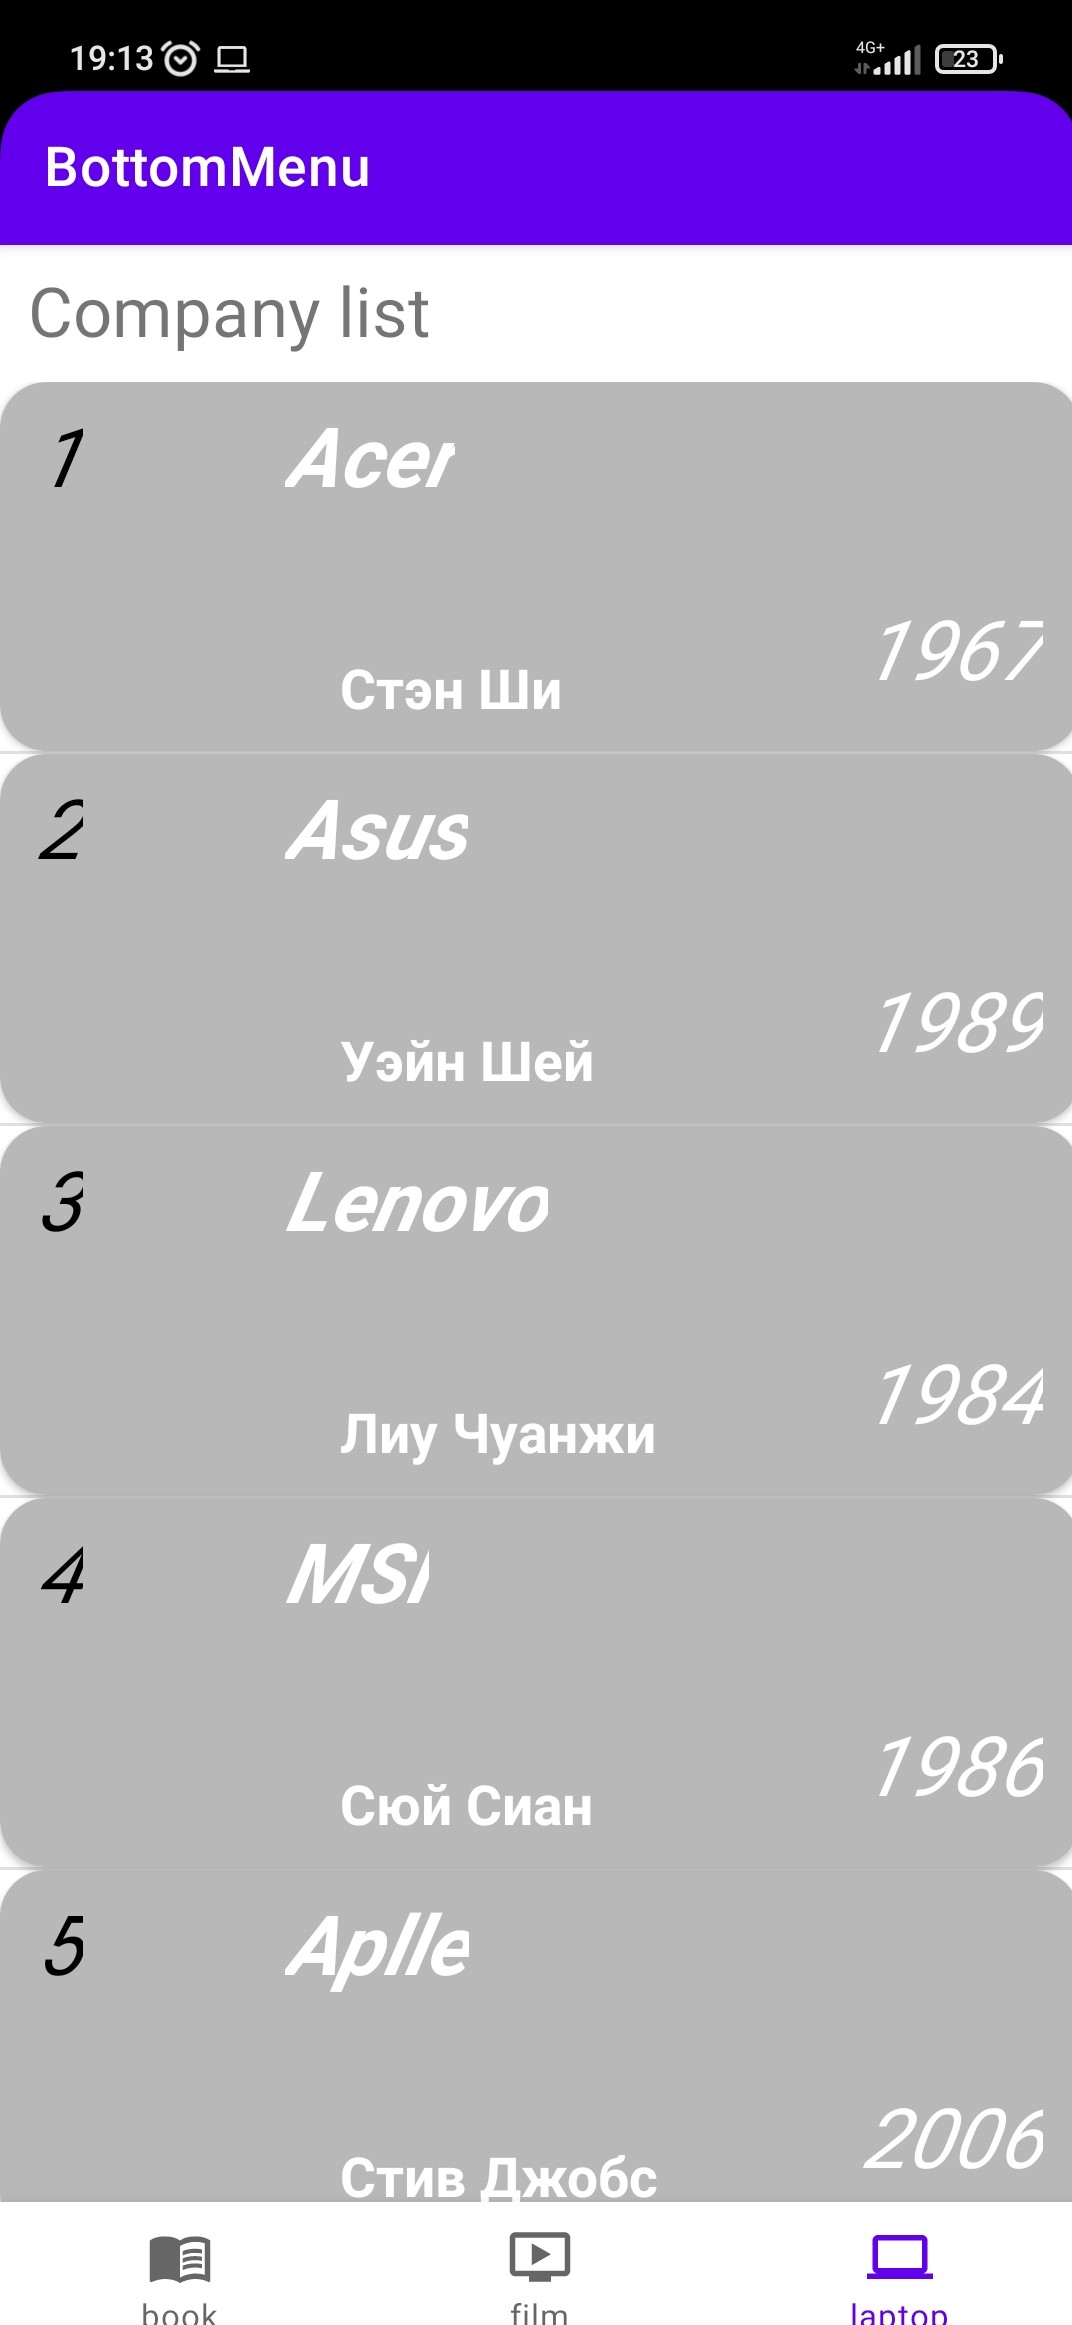 19:13 4G+ 23
BottomMenu
Company list
1 Acer
1967
Стэн Ши
2 Asus
1989
Уэйн Шей
3 Lenovo
1984
Лиу Чуанжи
4 MSI
1986
Сюй Сиан
5 Aplle
2006
Стив Джобс
book film laptop